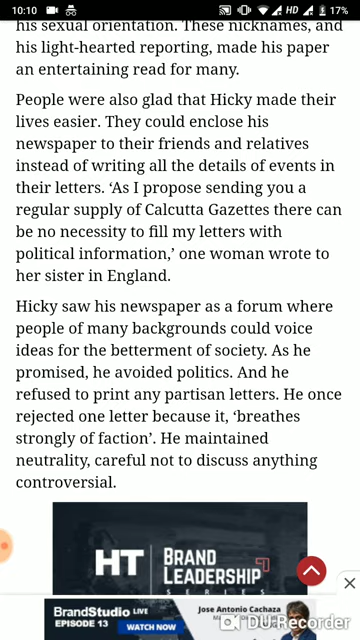 10:10
HD
17%
his sexual orientation. These nicknames, and
his light-hearted reporting, made his paper
an entertaining read for many.
People were also glad that Hicky made their
lives easier. They could enclose his
newspaper to their friends and relatives
instead of writing all the details of events in
their letters. ‘As I propose sending you a
regular supply of Calcutta Gazettes there can
be no necessity to fill my letters with
political information,’ one woman wrote to
her sister in England.
Hicky saw his newspaper as a forum where
people of many backgrounds could voice
ideas for the betterment of society. As he
promised, he avoided politics. And he
refused to print any partisan letters. He once
rejected one letter because it, ‘breathes
strongly of faction’. He maintained
neutrality, careful not to discuss anything
controversial.
HT
BRAND
LEADERSHIP
SERIES
BrandStudio LIVE
EPISODE 13
WATCH NOW
Jose Antonio Cachaza
DU Recorder